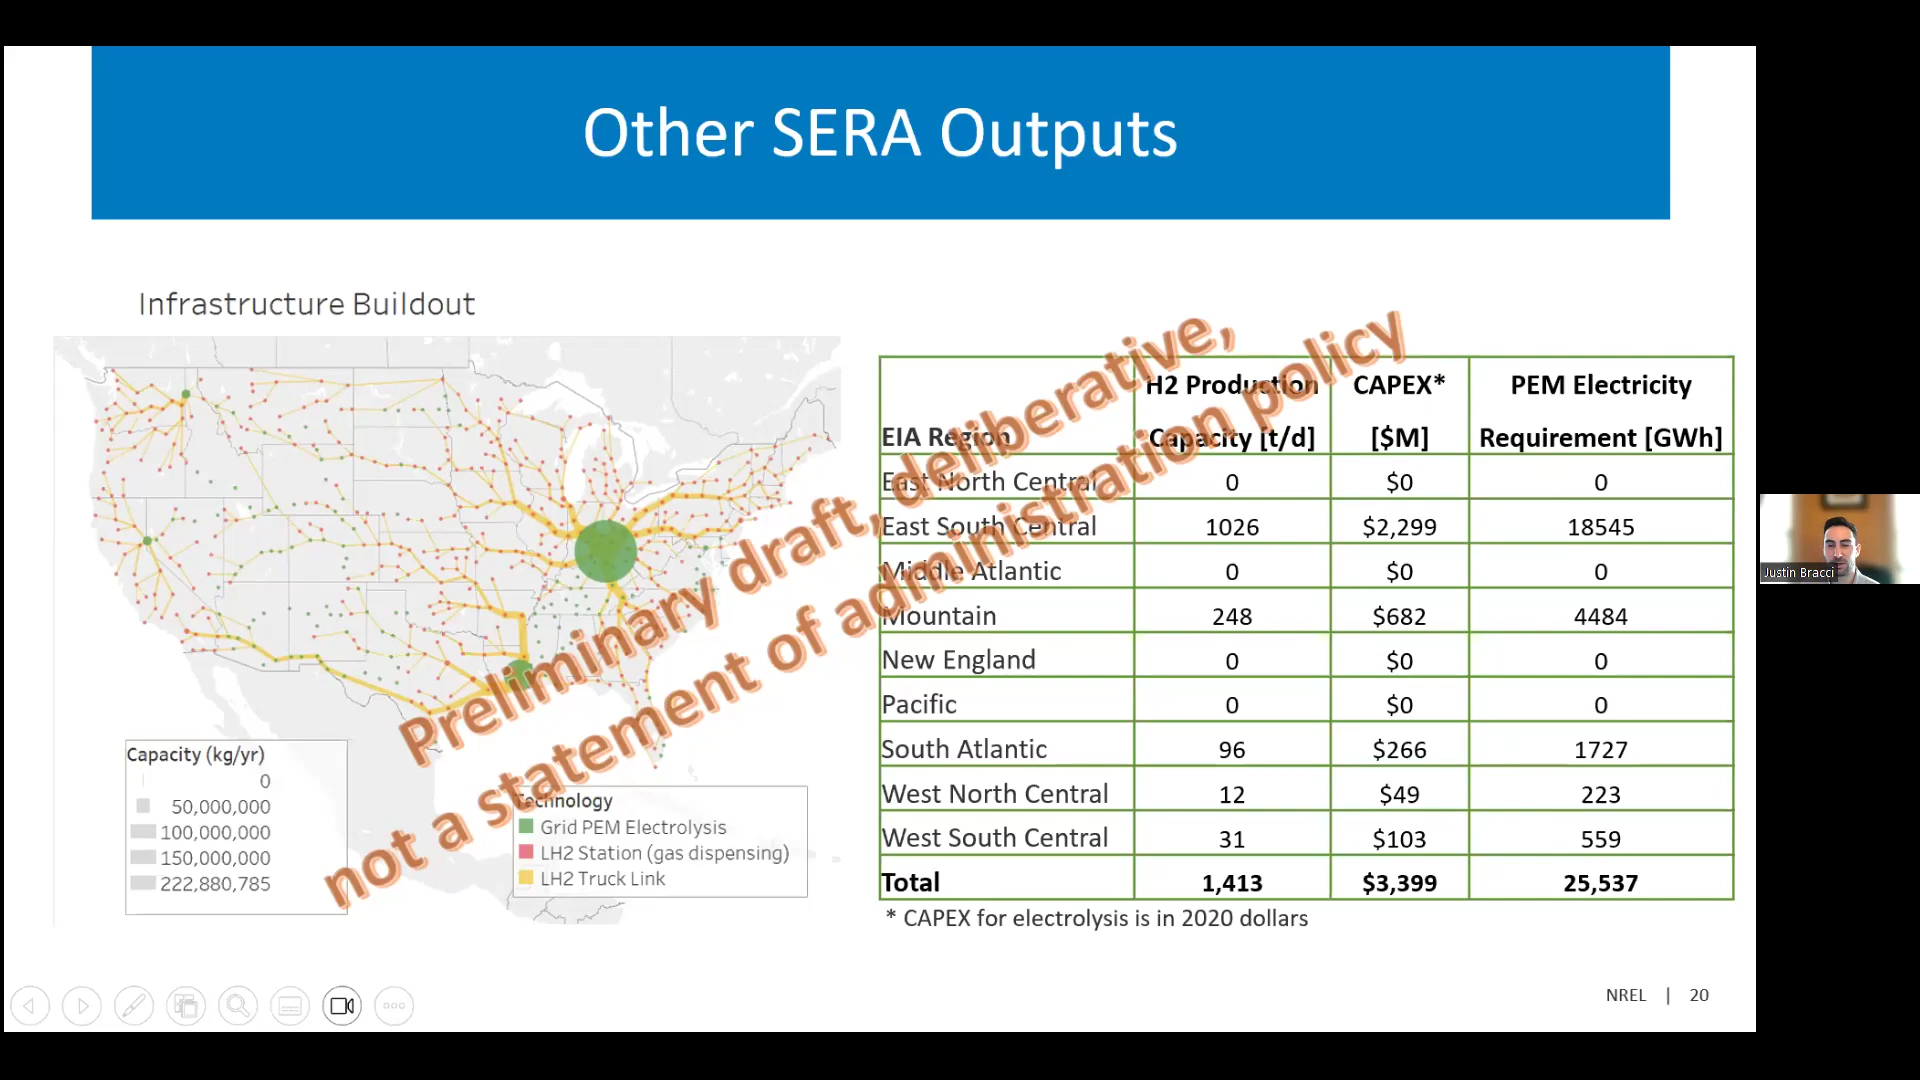 Other SERA Outputs
Infrastructure Buildout
Capacity (kg/yr)
0
50,000,000
100,000,000
150,000,000
222,880,785
Technology
Grid PEM Electrolysis
LH2 Station (gas dispensing)
LH2 Truck Link
Preliminary draft, deliberative,
not a statement of administration policy
EIA Region H2 Production Capacity [t/d] CAPEX* [$M] PEM Electricity Requirement [GWh]
East North Central 0 $0 0
East South Central 1026 $2,299 18545
Middle Atlantic 0 $0 0
Mountain 248 $682 4484
New England 0 $0 0
Pacific 0 $0 0
South Atlantic 96 $266 1727
West North Central 12 $49 223
West South Central 31 $103 559
Total 1,413 $3,399 25,537
* CAPEX for electrolysis is in 2020 dollars
NREL | 20
Justin Bracci